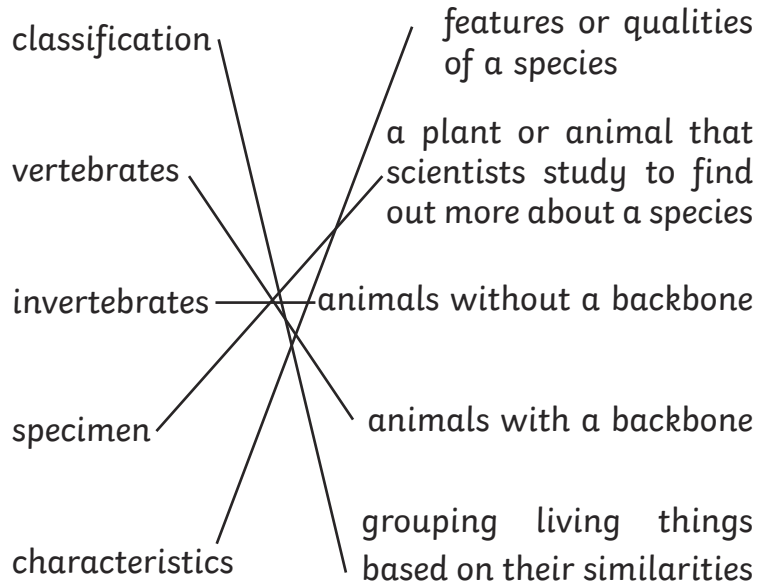 classification
vertebrates
invertebrates
specimen
characteristics
features or qualities
of a species
a plant or animal that
scientists study to find
out more about a species
animals without a backbone
animals with a backbone
grouping living things
based on their similarities